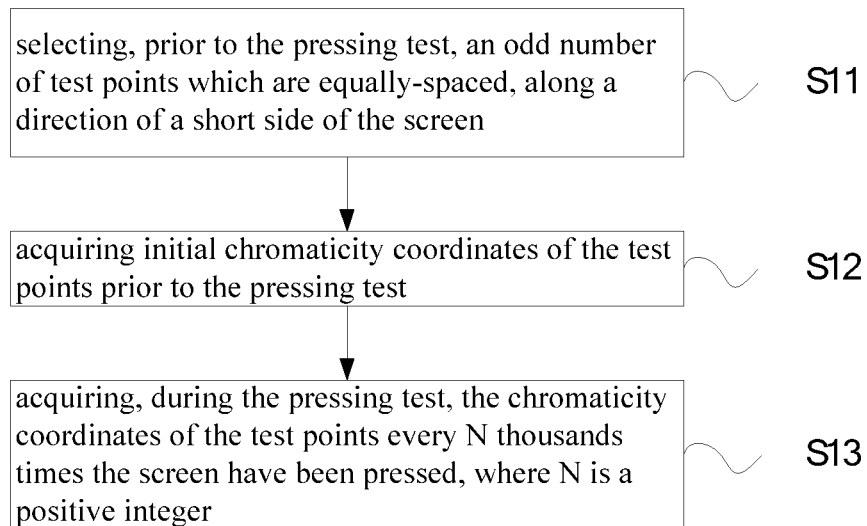 selecting, prior to the pressing test, an odd number
of test points which are equally-spaced, along a
direction of a short side of the screen
S11
acquiring initial chromaticity coordinates of the test
points prior to the pressing test
S12
acquiring, during the pressing test, the chromaticity
coordinates of the test points every N thousands
times the screen have been pressed, where N is a
positive integer
S13